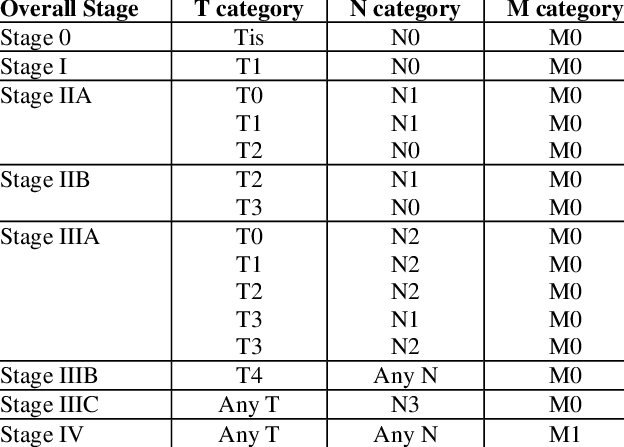 Overall Stage T category N category M category
Stage 0 Tis N0 M0
Stage I T1 N0 M0
Stage IIA T0 N1 M0
T1 N1 M0
T2 N0 M0
Stage IIB T2 N1 M0
T3 N0 M0
Stage IIIA T0 N2 M0
T1 N2 M0
T2 N2 M0
T3 N1 M0
T3 N2 M0
Stage IIIB T4 Any N M0
Stage IIIC Any T N3 M0
Stage IV Any T Any N M1